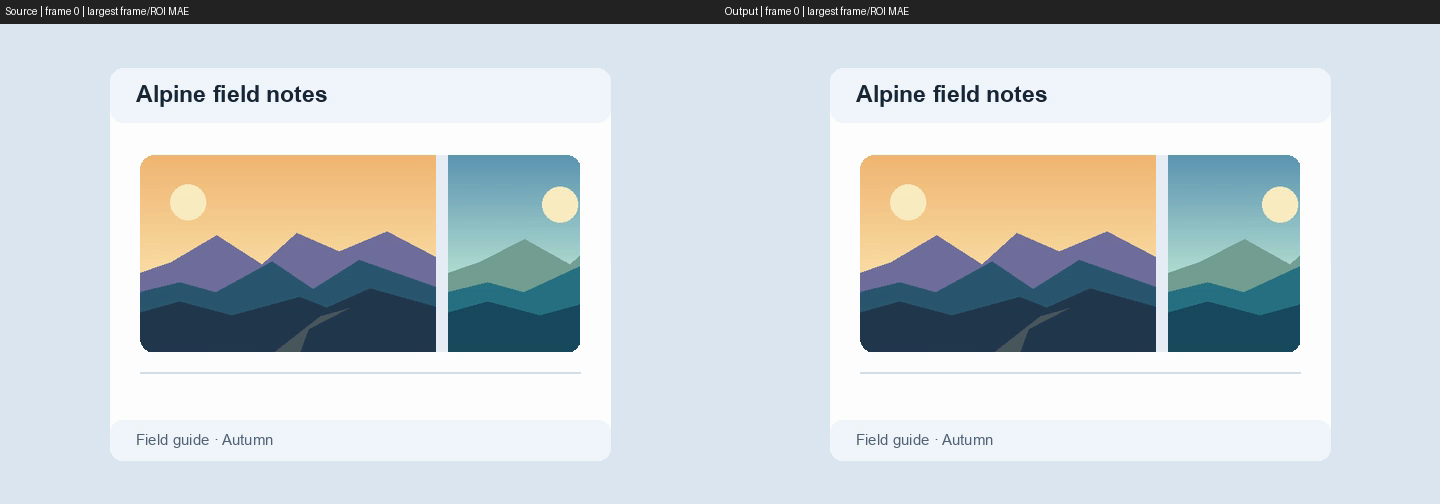 Source | frame 0 | largest frame/ROI MAE
Output | frame 0 | largest frame/ROI MAE
Alpine field notes
Alpine field notes
Field guide · Autumn
Field guide · Autumn